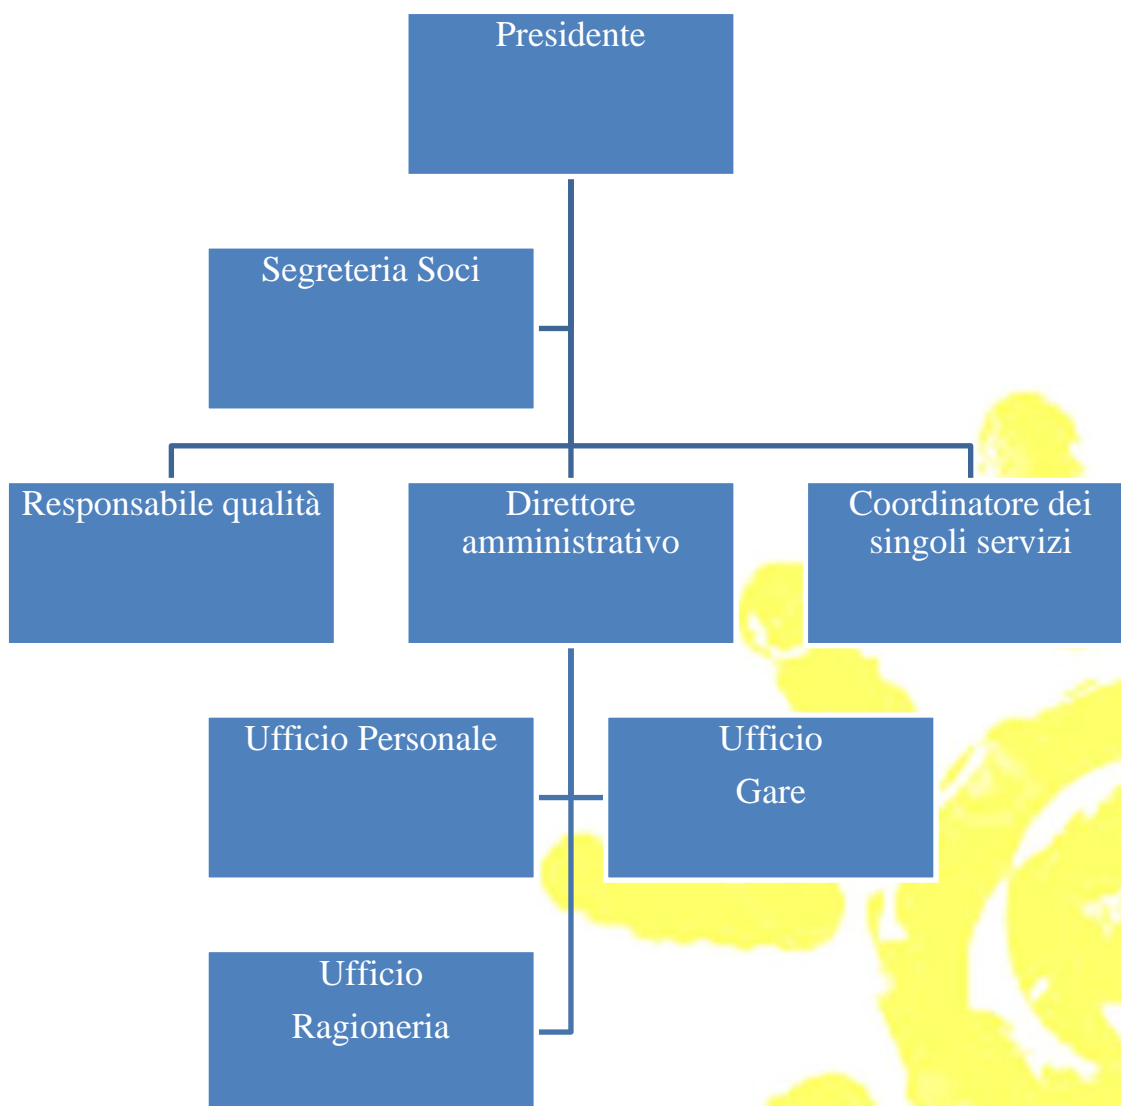 Presidente
Segreteria Soci
Responsabile qualità
Direttore
amministrativo
Coordinatore dei
singoli servizi
Ufficio Personale
Ufficio
Gare
Ufficio
Ragioneria